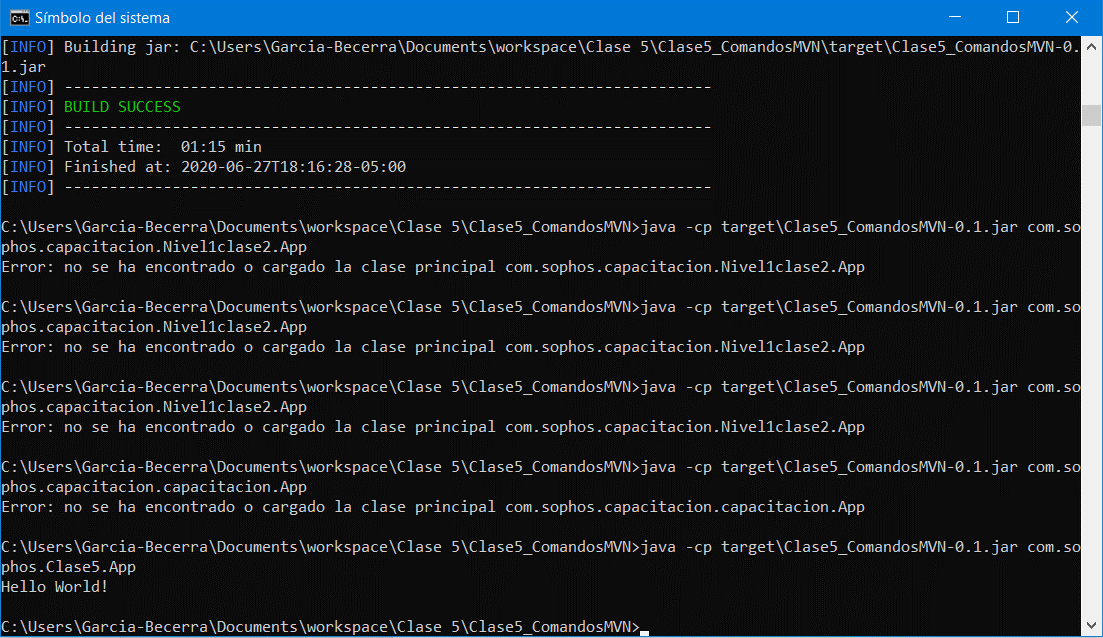 Símbolo del sistema
[INFO] Building jar: C:\Users\Garcia-Becerra\Documents\workspace\Clase 5\Clase5_ComandosMVN\target\Clase5_ComandosMVN-0.
1.jar
[INFO] ------------------------------------------------------------------------
[INFO] BUILD SUCCESS
[INFO] ------------------------------------------------------------------------
[INFO] Total time:  01:15 min
[INFO] Finished at: 2020-06-27T18:16:28-05:00
[INFO] ------------------------------------------------------------------------
C:\Users\Garcia-Becerra\Documents\workspace\Clase 5\Clase5_ComandosMVN>java -cp target\Clase5_ComandosMVN-0.1.jar com.so
phos.capacitacion.Nivel1clase2.App
Error: no se ha encontrado o cargado la clase principal com.sophos.capacitacion.Nivel1clase2.App
C:\Users\Garcia-Becerra\Documents\workspace\Clase 5\Clase5_ComandosMVN>java -cp target\Clase5_ComandosMVN-0.1.jar com.so
phos.capacitacion.Nivel1clase2.App
Error: no se ha encontrado o cargado la clase principal com.sophos.capacitacion.Nivel1clase2.App
C:\Users\Garcia-Becerra\Documents\workspace\Clase 5\Clase5_ComandosMVN>java -cp target\Clase5_ComandosMVN-0.1.jar com.so
phos.capacitacion.Nivel1clase2.App
Error: no se ha encontrado o cargado la clase principal com.sophos.capacitacion.Nivel1clase2.App
C:\Users\Garcia-Becerra\Documents\workspace\Clase 5\Clase5_ComandosMVN>java -cp target\Clase5_ComandosMVN-0.1.jar com.so
phos.capacitacion.capacitacion.App
Error: no se ha encontrado o cargado la clase principal com.sophos.capacitacion.capacitacion.App
C:\Users\Garcia-Becerra\Documents\workspace\Clase 5\Clase5_ComandosMVN>java -cp target\Clase5_ComandosMVN-0.1.jar com.so
phos.Clase5.App
Hello World!
C:\Users\Garcia-Becerra\Documents\workspace\Clase 5\Clase5_ComandosMVN>